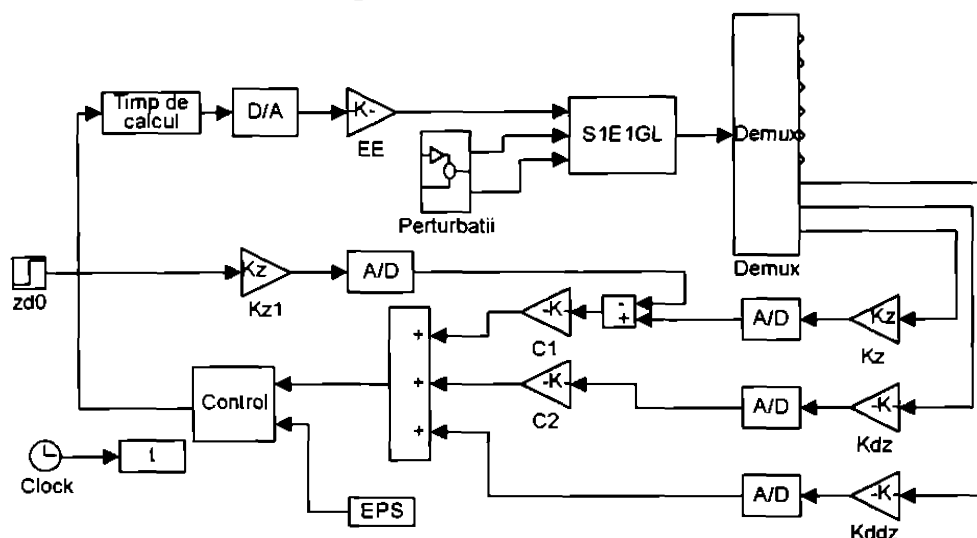 Timp de
calcul
D/A
K-
EE
S1E1GL
Perturbatii
Demux
Demux
zd0
Kz
Kz1
A/D
-
+
-K
C1
A/D
Kz
Kz
+
+
+
-K
C2
A/D
-K-
Kdz
Control
A/D
-K-
Kddz
Clock
EPS